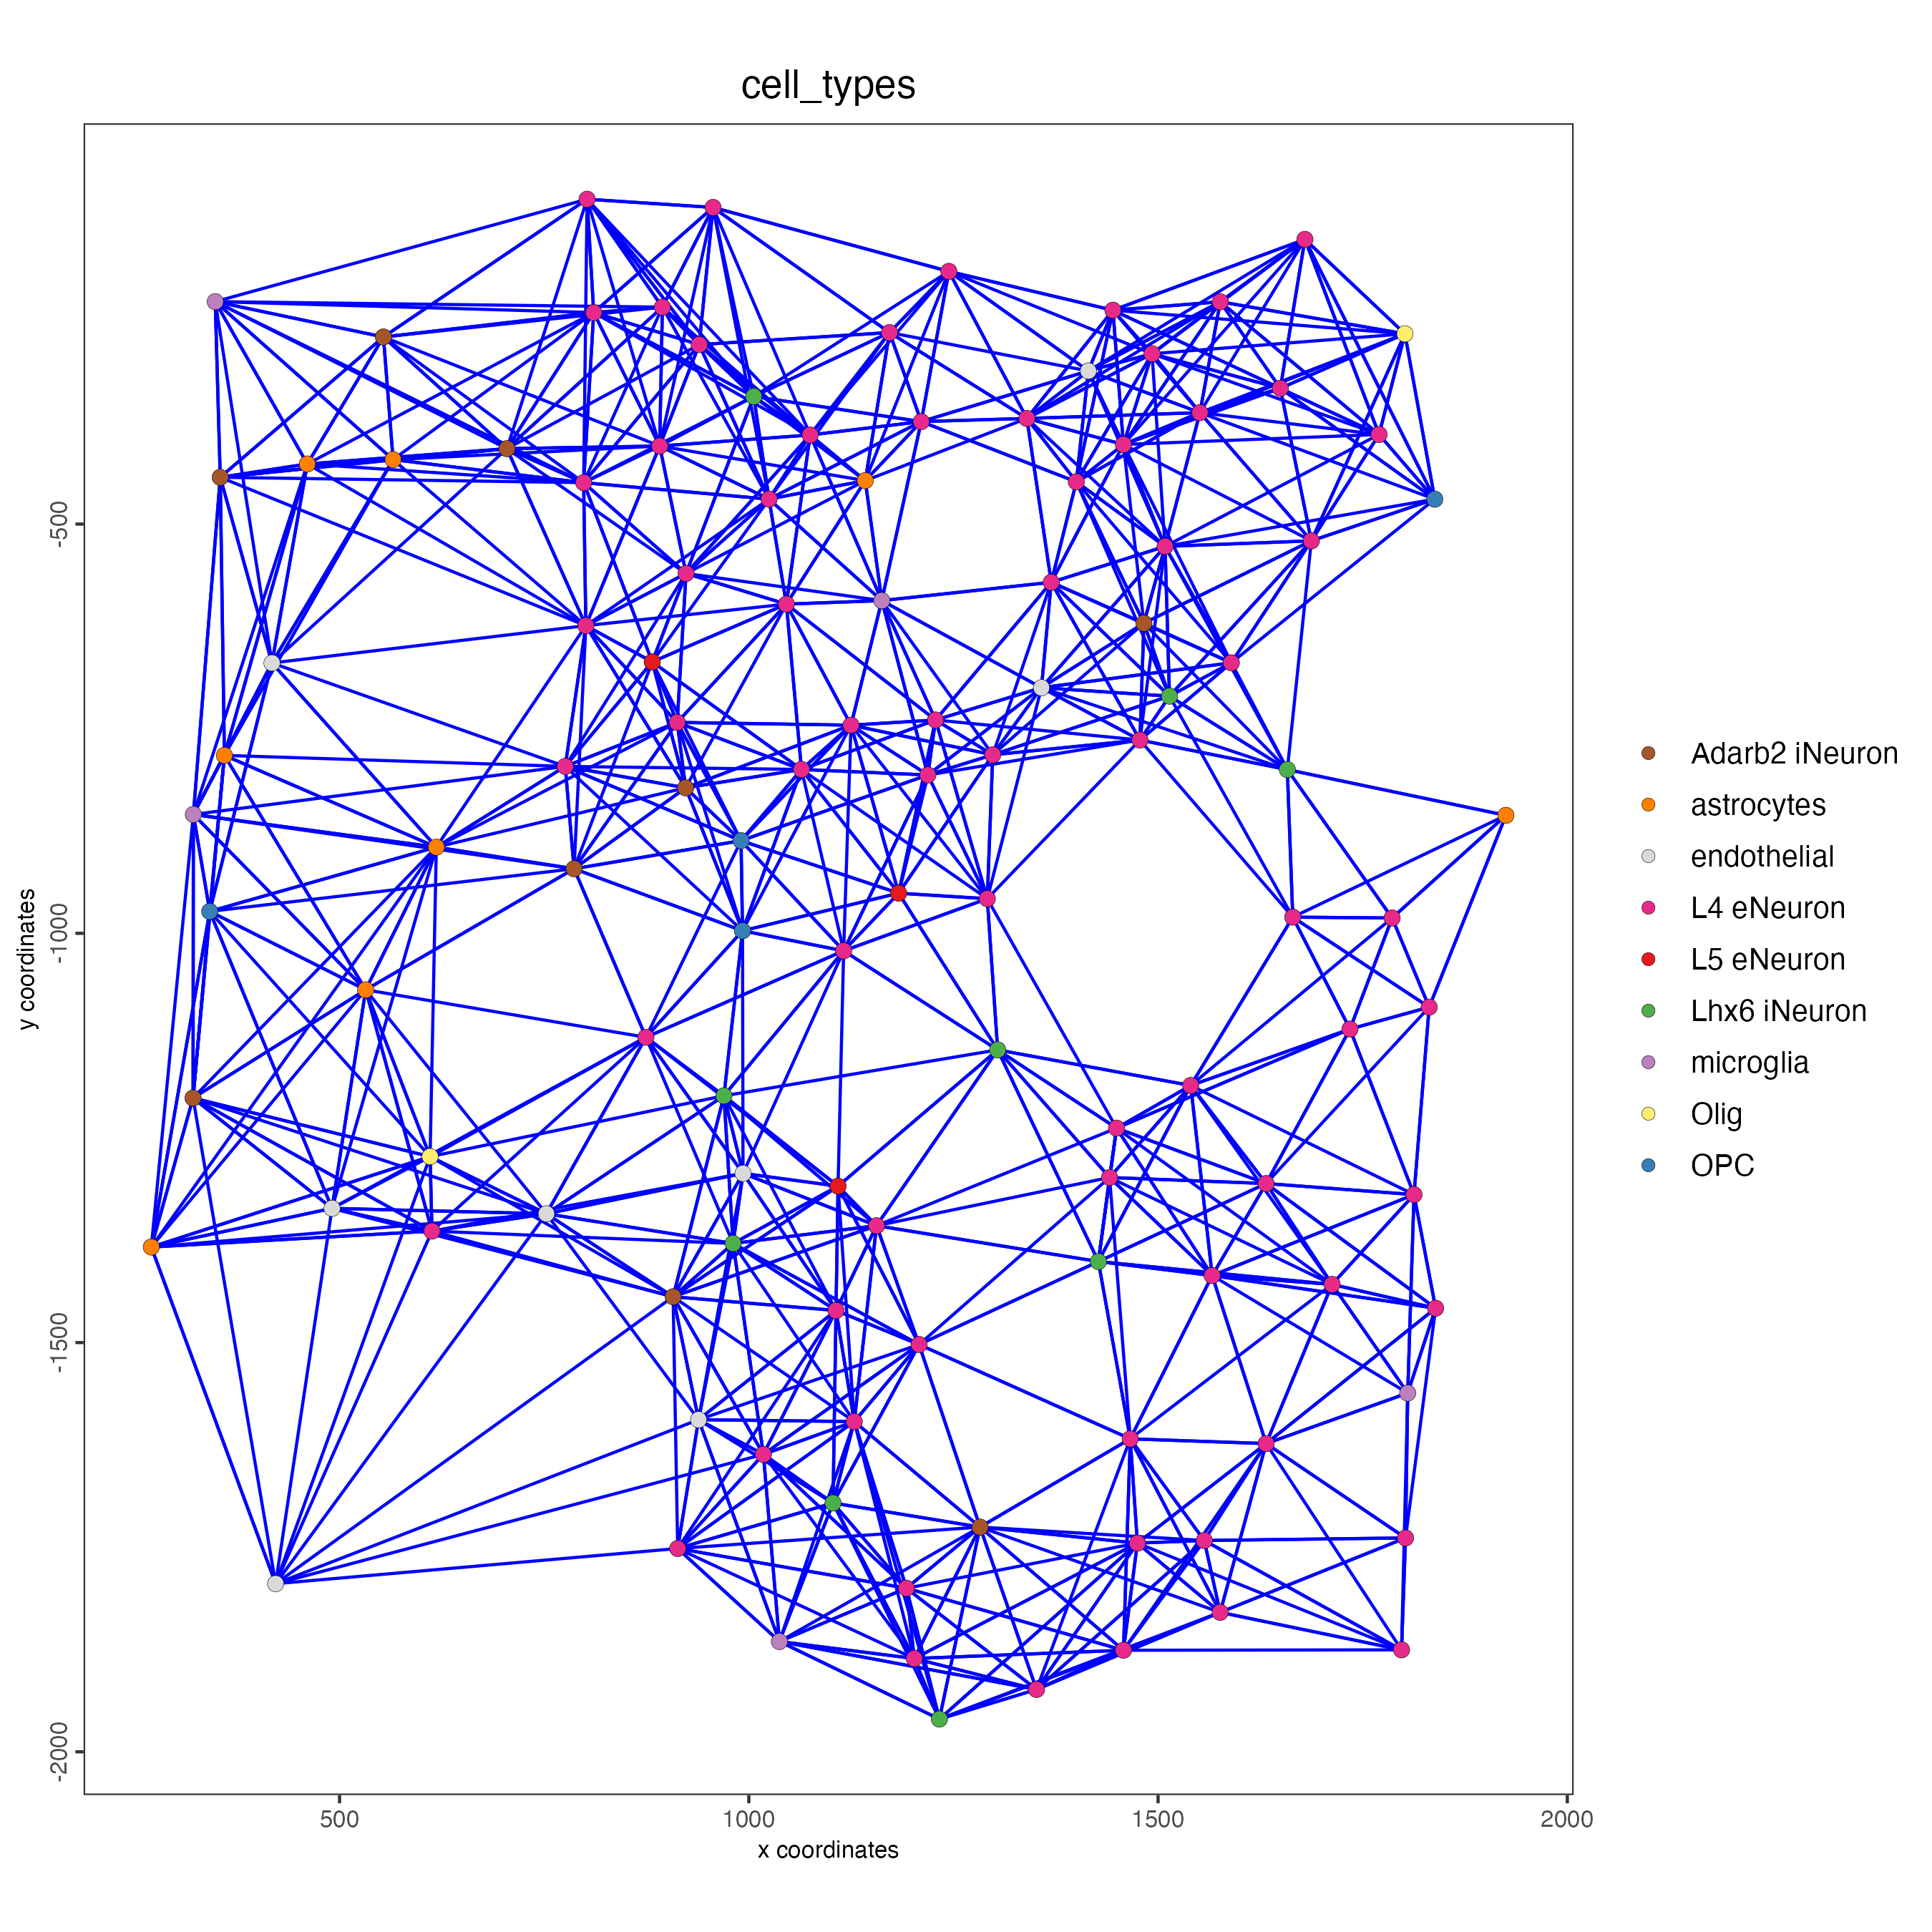 cell_types
y coordinates
-500
-1000
-1500
-2000
500
1000
1500
2000
x coordinates
Adarb2 iNeuron
astrocytes
endothelial
L4 eNeuron
L5 eNeuron
Lhx6 iNeuron
microglia
Olig
OPC